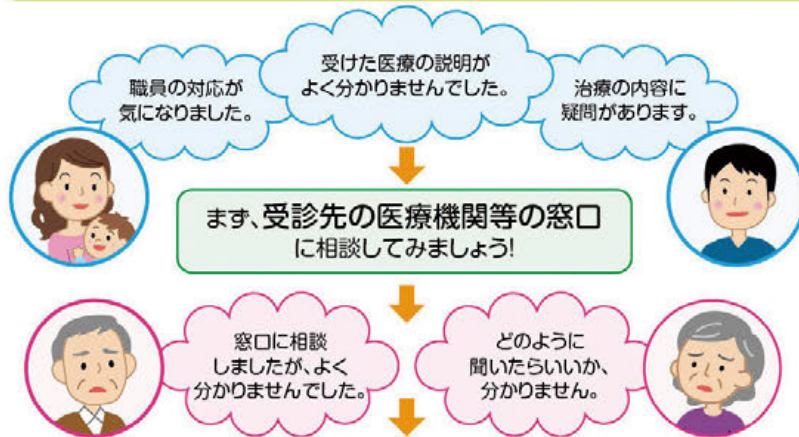 職員の対応が
気になりました。
受けた医療の説明が
よく分かりませんでした。
治療の内容に
疑問があります。
まず、受診先の医療機関等の窓口
に相談してみましょう!
窓口に相談
しましたが、よく
分かりませんでした。
どのように
聞いたらいいか、
分かりません。